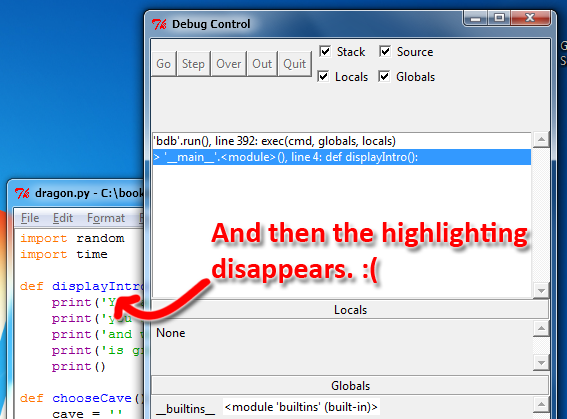 Debug Control
Go Step Over Out Quit
Stack Source
Locals Globals
'bdb'.run(), line 392: exec(cmd, globals, locals)
> '__main__'.<module>(), line 4: def displayIntro():
dragon.py - C:\book
File Edit Format
import random
import time
And then the highlighting
disappears. :(
def displayIntro
print('Y
print('you
print('and w
print('is gr
print()
def chooseCave()
cave = ''
Locals
None
Globals
__builtins__ <module 'builtins' (built-in)>